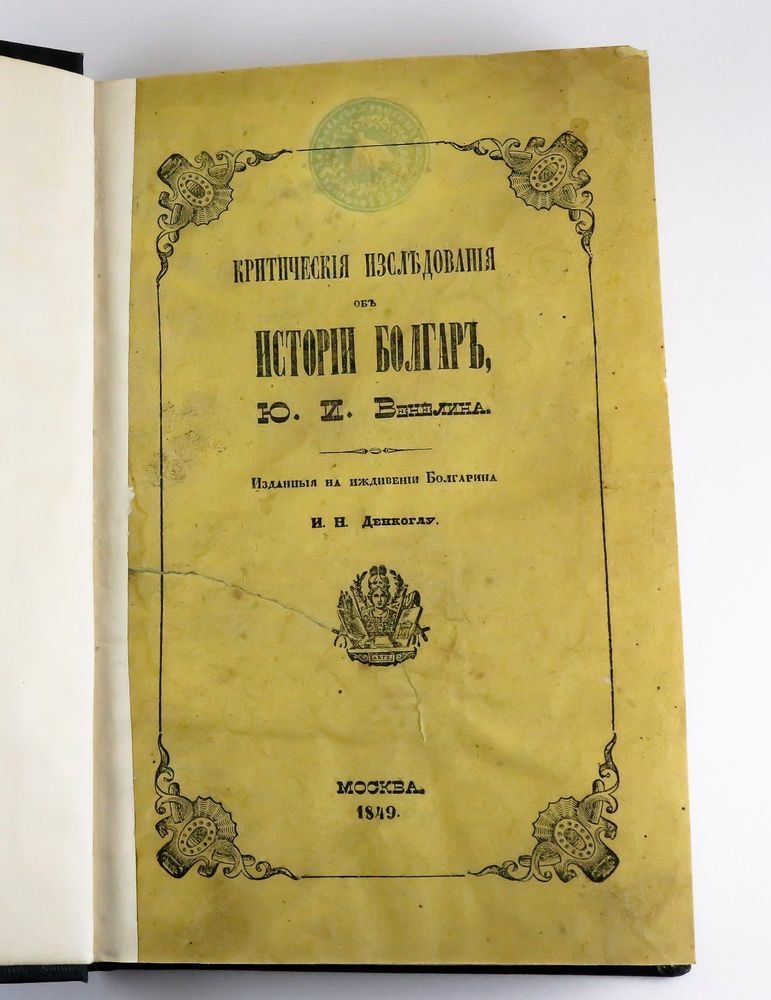 КРИТИЧЕСКІЯ ИЗСЛѢДОВАНІЯ
ОБЪ
ИСТОРІИ БОЛГАРЪ,
Ю. И. ВЕНЕЛИНА.
ИЗДАННЫЯ НА ИЖДИВЕНІИ БОЛГАРИНА
И. Н. ДЕНКОГЛУ.
МОСКВА.
1849.